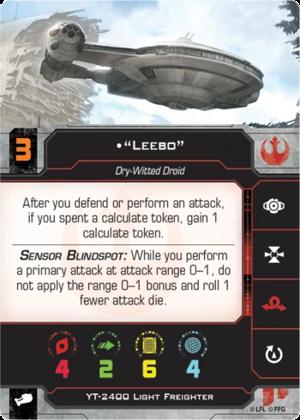 3
•“Leebo”
Dry-Witted Droid
After you defend or perform an attack,
if you spent a calculate token, gain 1
calculate token.
Sensor Blindspot: While you perform
a primary attack at attack range 0–1, do
not apply the range 0–1 bonus and roll 1
fewer attack die.
4 2 6 4
YT-2400 Light Freighter
©LFL ©FFG